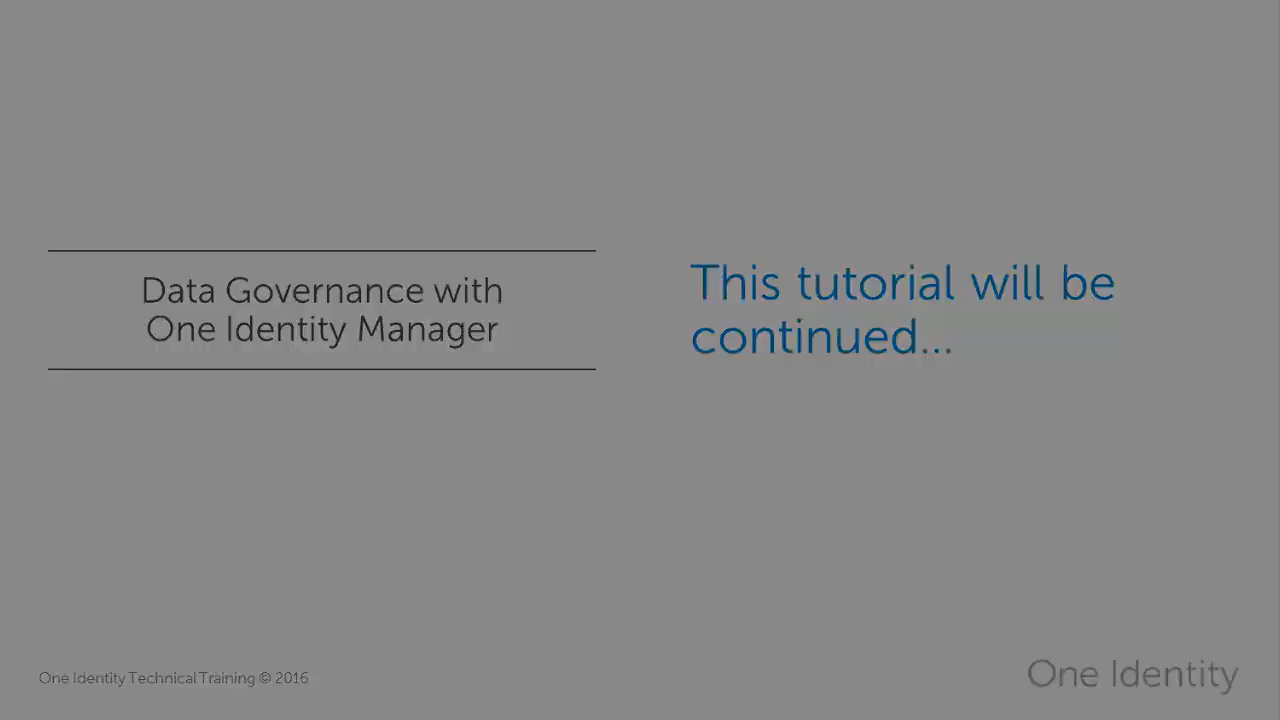 Data Governance with
One Identity Manager
This tutorial will be
continued...
One Identity Technical Training © 2016
One Identity